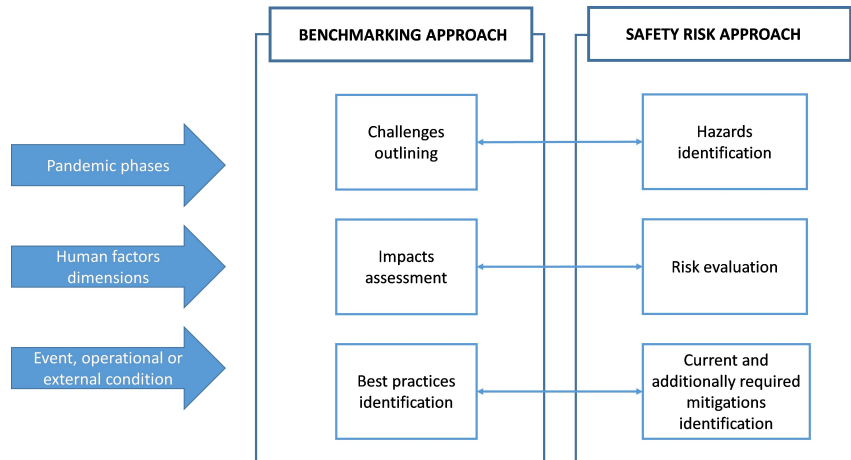 BENCHMARKING APPROACH
SAFETY RISK APPROACH
Pandemic phases
Challenges
outlining
Hazards
identification
Human factors
dimensions
Impacts
assessment
Risk evaluation
Event, operational or
external condition
Best practices
identification
Current and
additionally required
mitigations
identification